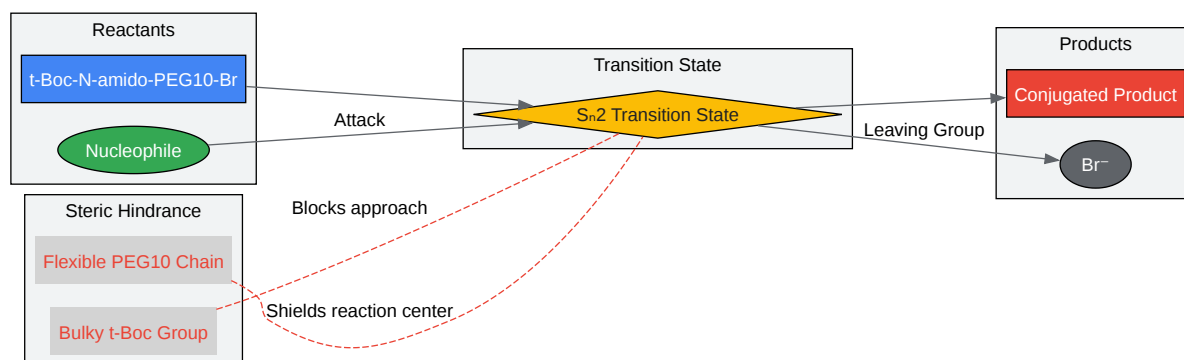 Reactants
t-Boc-N-amido-PEG10-Br
Nucleophile
Attack
Steric Hindrance
Flexible PEG10 Chain
Bulky t-Boc Group
Blocks approach
Shields reaction center
Transition State
Sₙ2 Transition State
Leaving Group
Products
Conjugated Product
Br⁻